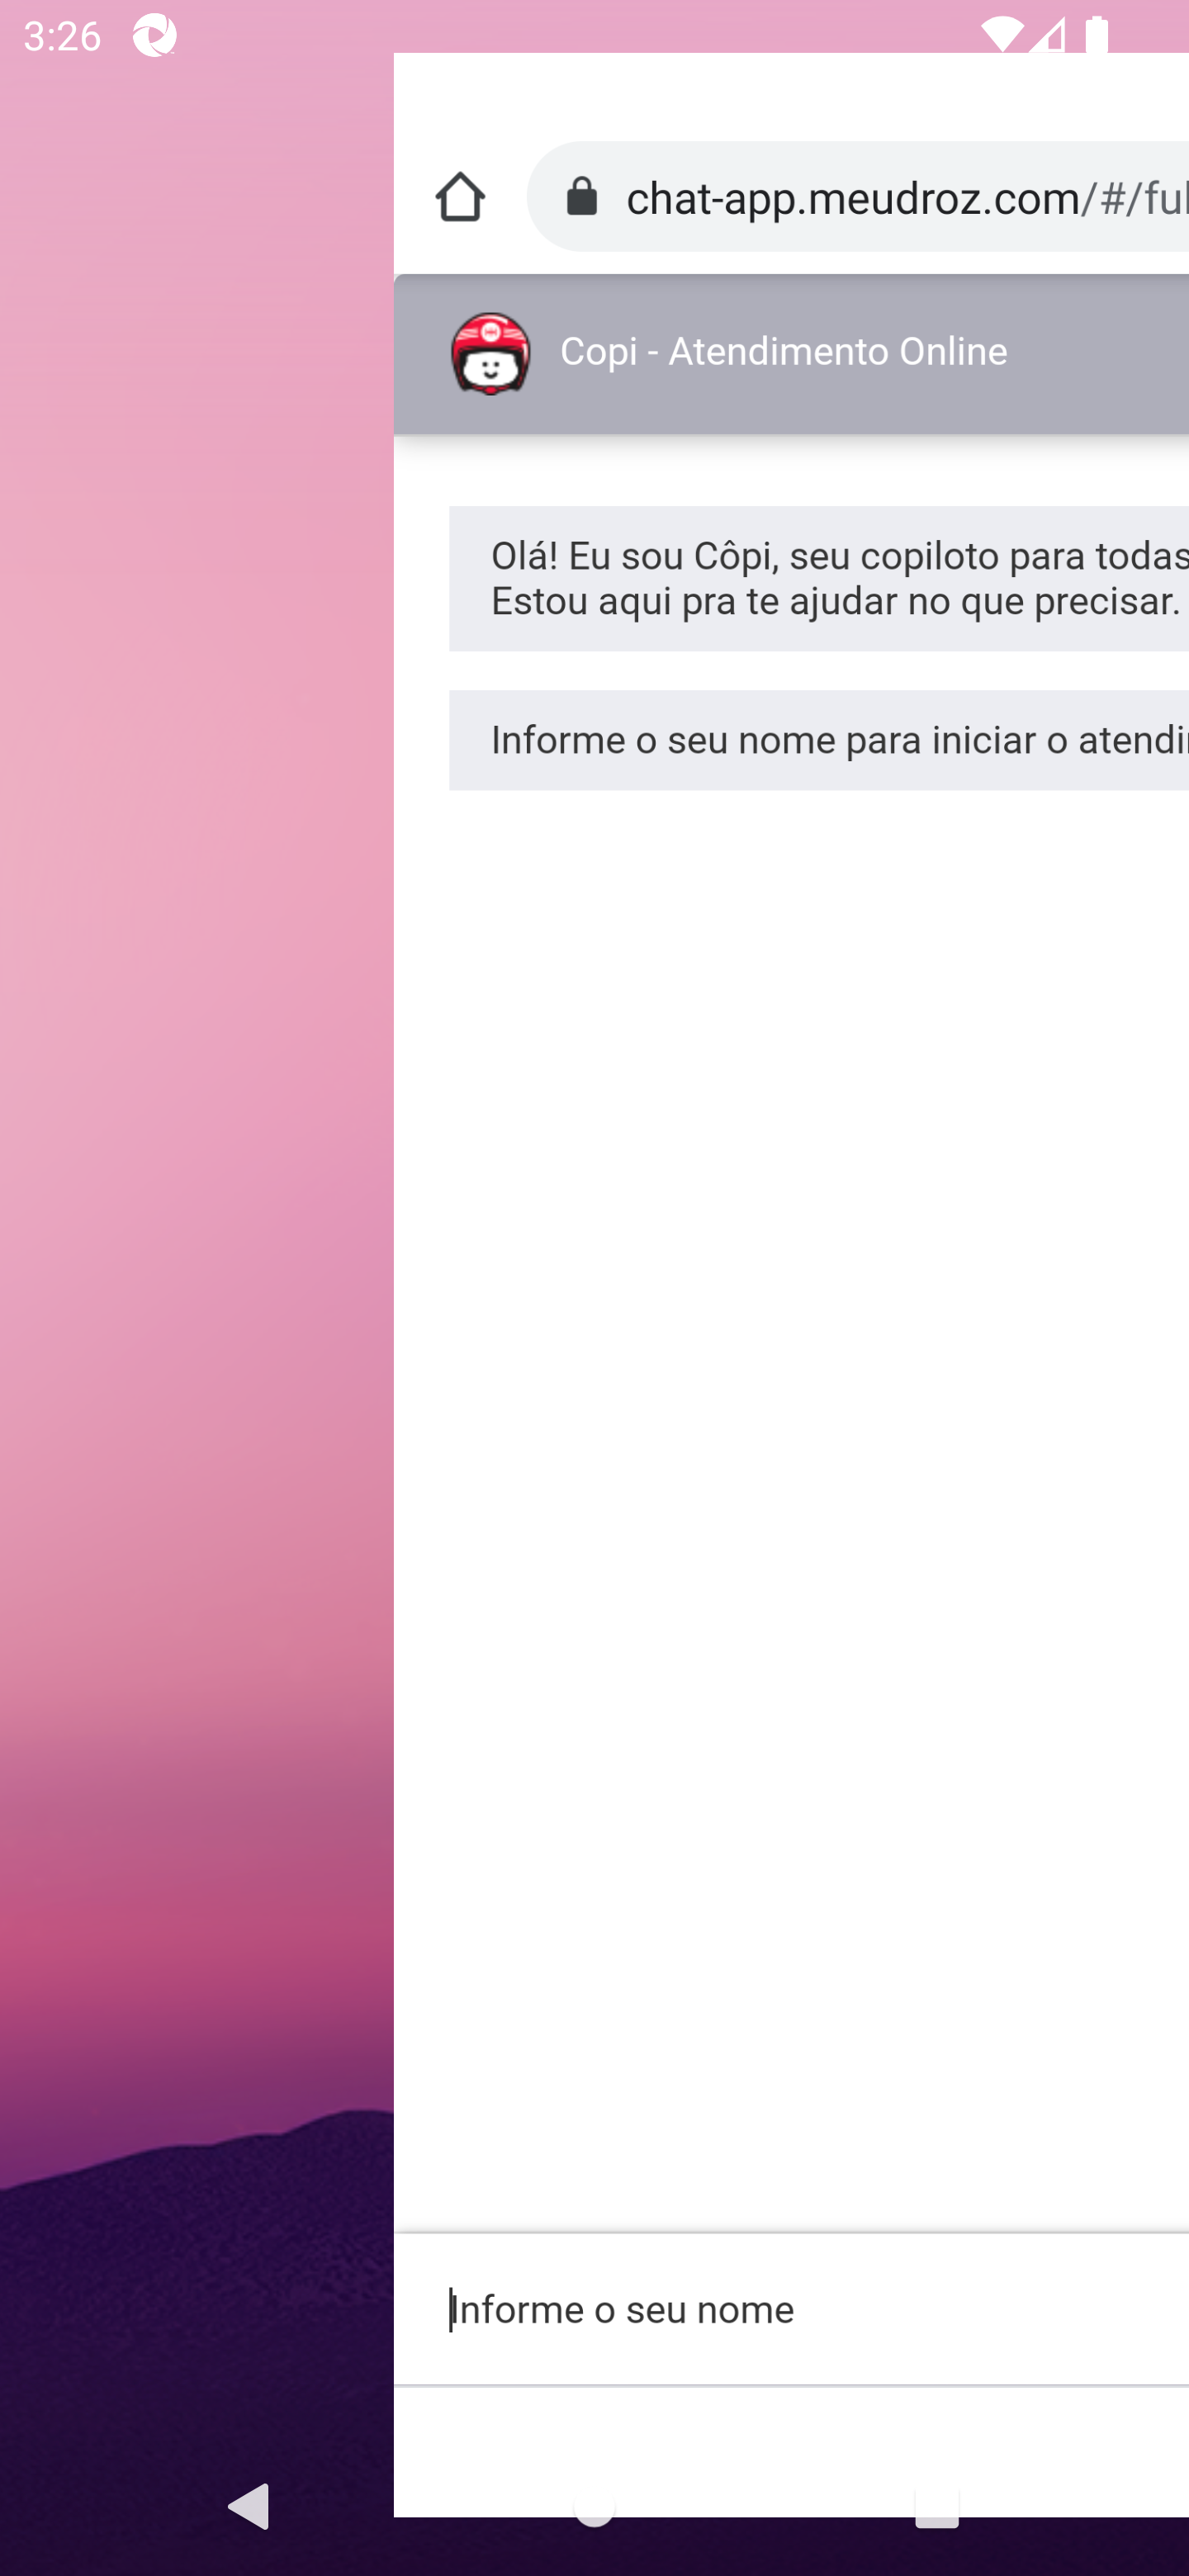 3:26
chat-app.meudroz.com/#/ful
Copi - Atendimento Online
Olá! Eu sou Côpi, seu copiloto para todas
Estou aqui pra te ajudar no que precisar.
Informe o seu nome para iniciar o atendi
Informe o seu nome